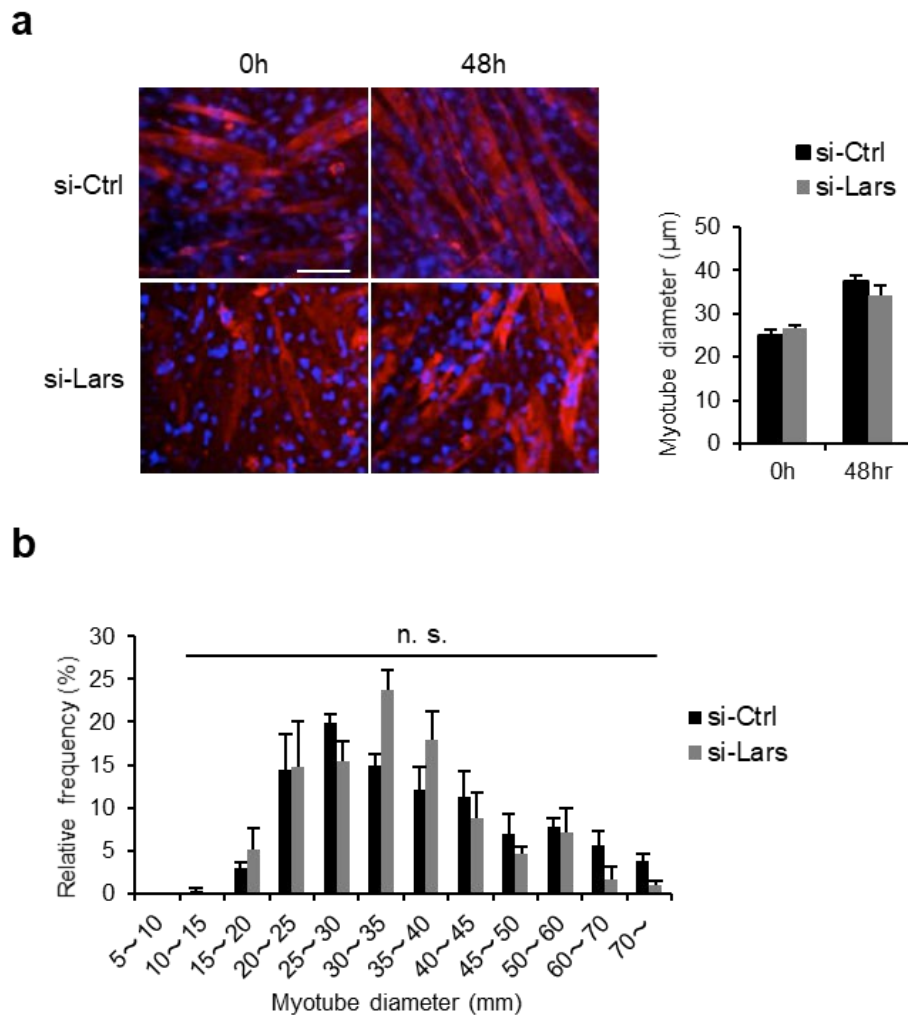 a
0h 48h
si-Ctrl
si-Lars
si-Ctrl
si-Lars
Myotube diameter (µm)
50
40
30
20
10
0
0h 48hr
b
n. s.
Relative frequency (%)
30
25
20
15
10
5
0
si-Ctrl
si-Lars
5~10 10~15 15~20 20~25 25~30 30~35 35~40 40~45 45~50 50~60 60~70 70~
Myotube diameter (mm)